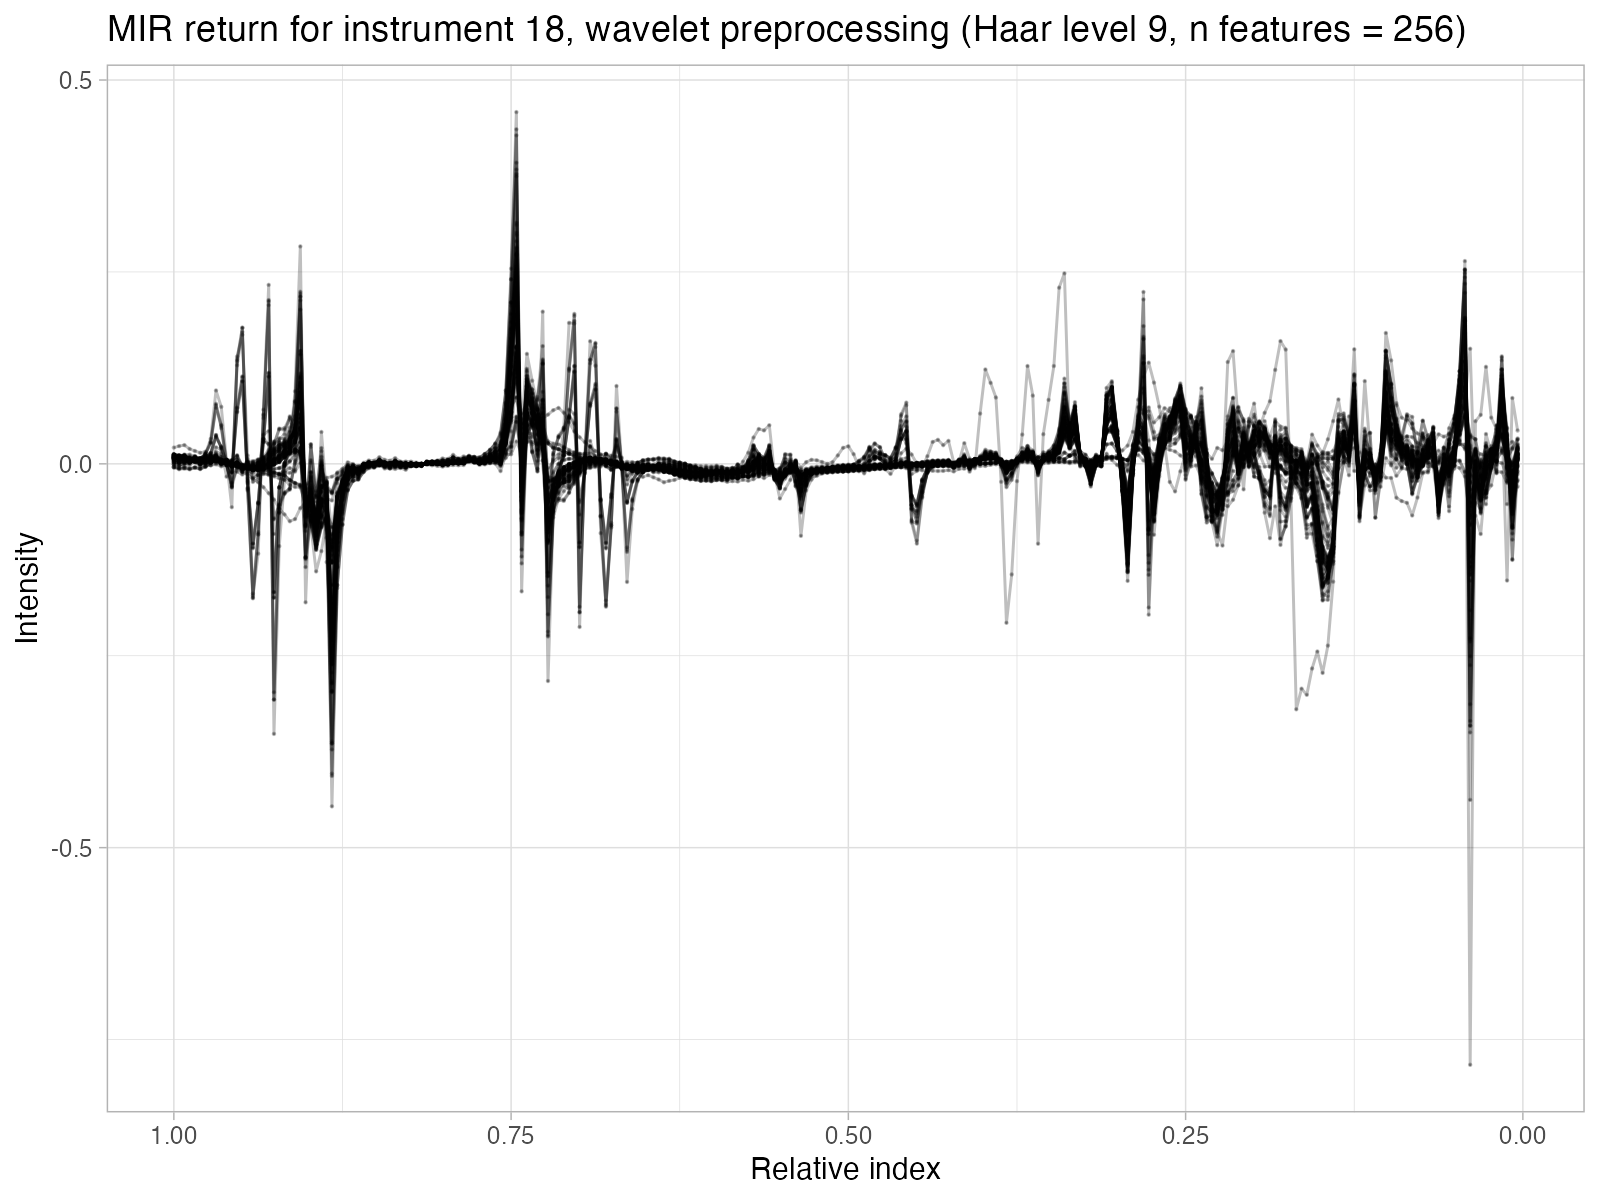 MIR return for instrument 18, wavelet preprocessing (Haar level 9, n features = 256)
0.5
0.0
-0.5
Intensity
1.00 0.75 0.50 0.25 0.00
Relative index